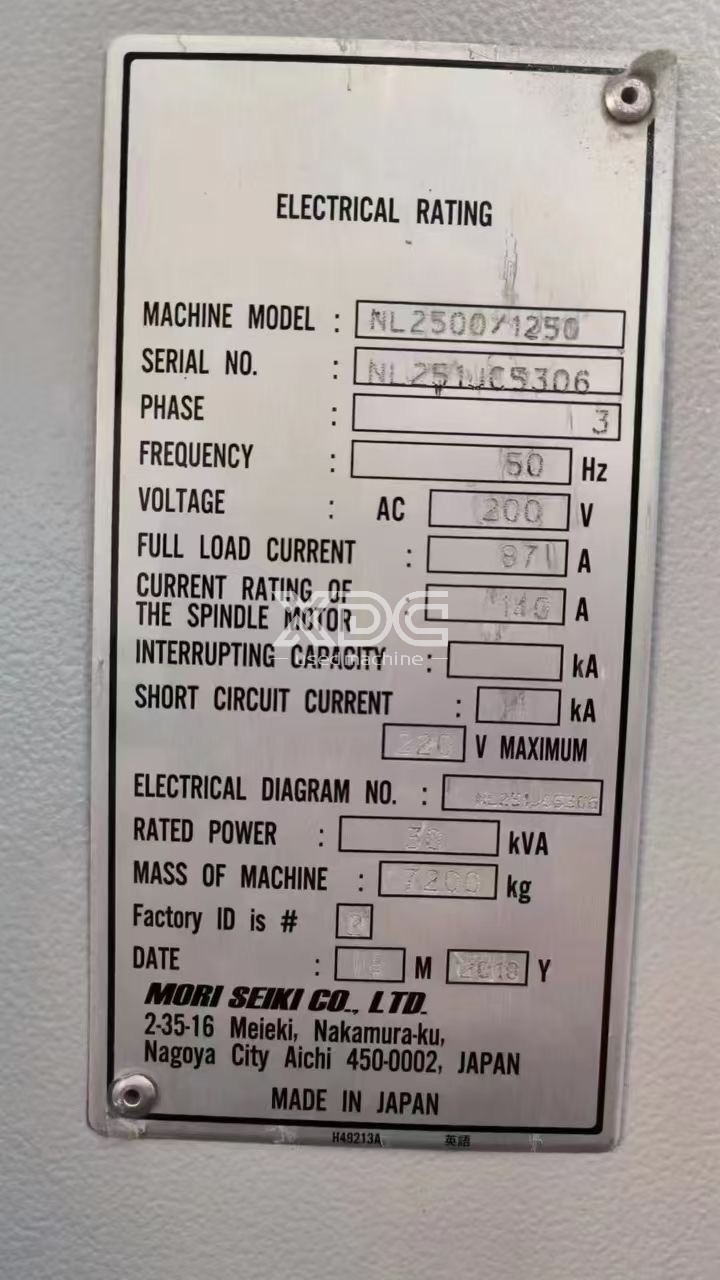 ELECTRICAL RATING
MACHINE MODEL : NL2500/1250
SERIAL NO. : NL251JC5306
PHASE : 3
FREQUENCY : 50 Hz
VOLTAGE : AC 200 V
FULL LOAD CURRENT : 87 A
CURRENT RATING OF
THE SPINDLE MOTOR : A
XDC
usedmachine
INTERRUPTING CAPACITY : kA
SHORT CIRCUIT CURRENT : kA
220 V MAXIMUM
ELECTRICAL DIAGRAM NO. :
RATED POWER : kVA
MASS OF MACHINE : 7200 kg
Factory ID is #
DATE : M Y
MORI SEIKI CO., LTD.
2-35-16 Meieki, Nakamura-ku,
Nagoya City Aichi 450-0002, JAPAN
MADE IN JAPAN
H49213A 英語